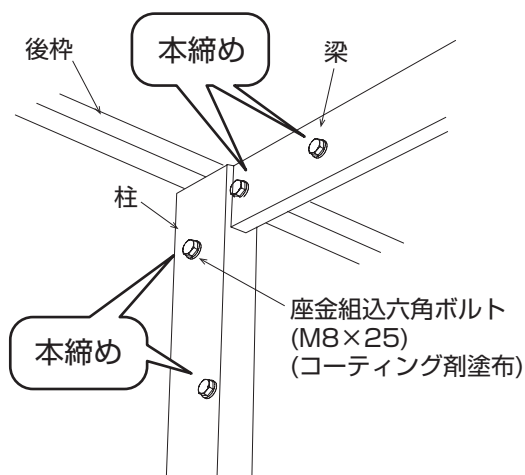 後枠
本締め
梁
柱
座金組込六角ボルト
(M8×25)
(コーティング剤塗布)
本締め